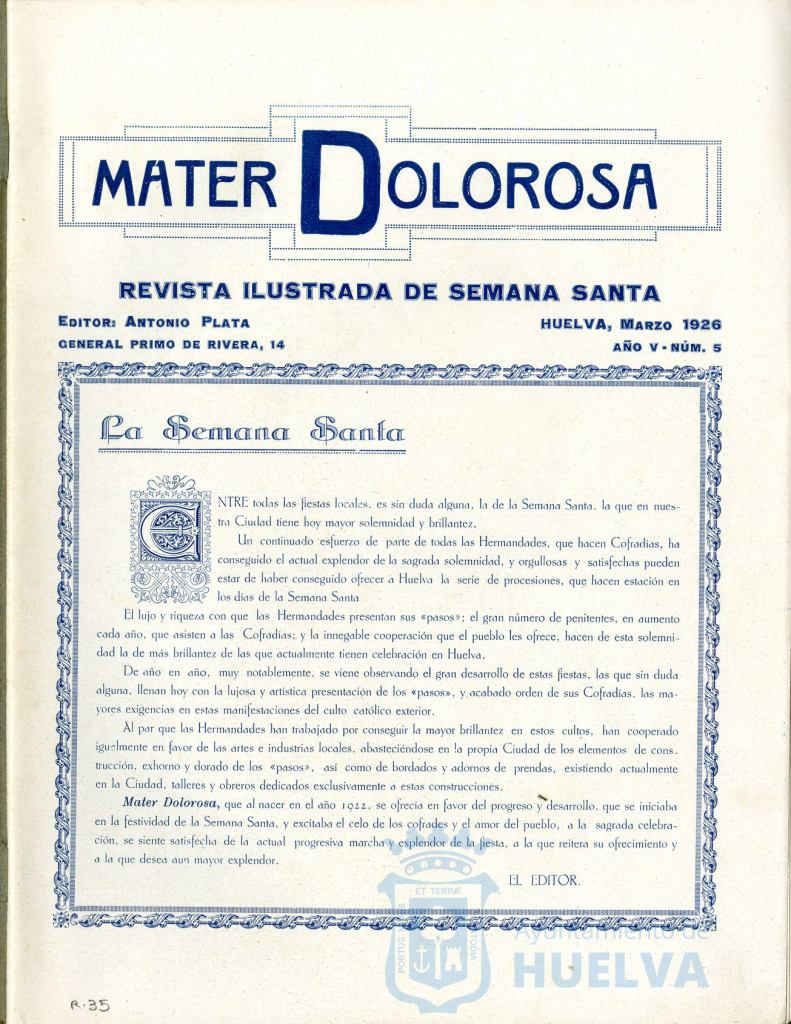 MATER DOLOROSA
REVISTA ILUSTRADA DE SEMANA SANTA
EDITOR: ANTONIO PLATA
GENERAL PRIMO DE RIVERA, 14
HUELVA, MARZO 1926
AÑO V - NÚM. 5
La Semana Santa
ENTRE todas las fiestas locales, es sin duda alguna, la de la Semana Santa, la que en nues-
tra Ciudad tiene hoy mayor solemnidad y brillantez.
Un continuado esfuerzo de parte de todas las Hermandades, que hacen Cofradías, ha
conseguido el actual explendor de la sagrada solemnidad, y orgullosas y satisfechas pueden
estar de haber conseguido ofrecer a Huelva la serie de procesiones, que hacen estación en
los días de la Semana Santa
El lujo y riqueza con que las Hermandades presentan sus «pasos»; el gran número de penitentes, en aumento
cada año, que asisten a las Cofradías; y la innegable cooperación que el pueblo les ofrece, hacen de esta solemni-
dad la de más brillantez de las que actualmente tienen celebración en Huelva.
De año en año, muy notablemente, se viene observando el gran desarrollo de estas fiestas, las que sin duda
alguna, llenan hoy con la lujosa y artística presentación de los «pasos», y acabado orden de sus Cofradías, las ma-
yores exigencias en estas manifestaciones del culto católico exterior.
Al par que las Hermandades han trabajado por conseguir la mayor brillantez en estos cultos, han cooperado
igualmente en favor de las artes e industrias locales, abasteciéndose en la propia Ciudad de los elementos de cons-
trucción, exhorno y dorado de los «pasos», así como de bordados y adornos de prendas, existiendo actualmente
en la Ciudad, talleres y obreros dedicados exclusivamente a estas construcciones.
Mater Dolorosa, que al nacer en el año 1922, se ofrecía en favor del progreso y desarrollo, que se iniciaba
en la festividad de la Semana Santa, y excitaba el celo de los cofrades y el amor del pueblo, a la sagrada celebra-
ción, se siente satisfecha de la actual progresiva marcha y explendor de la fiesta, a la que reitera su ofrecimiento y
a la que desea aun mayor explendor.
EL EDITOR.
ET TERRÆ
PORTUS
CUSTODIA
Ayuntamiento de
HUELVA
R-35